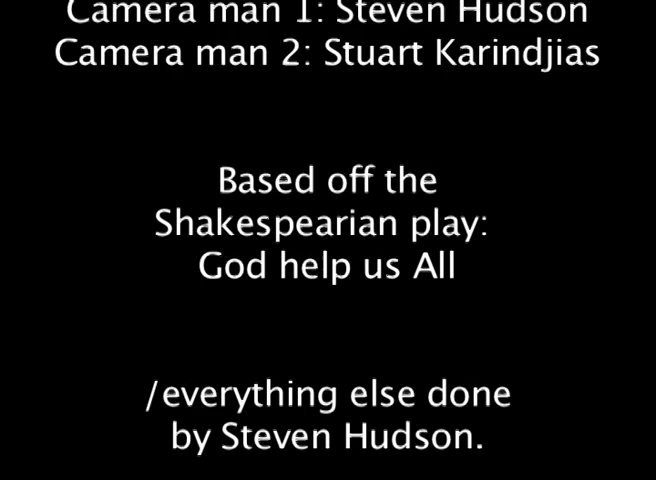 Camera man 1: Steven Hudson
Camera man 2: Stuart Karindjias
Based off the
Shakespearian play:
God help us All
/everything else done
by Steven Hudson.